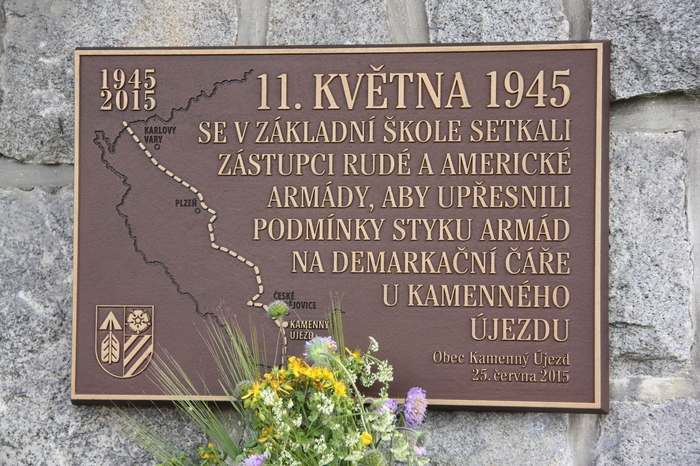 1945
2015
11. KVĚTNA 1945
SE V ZÁKLADNÍ ŠKOLE SETKALI
ZÁSTUPCI RUDÉ A AMERICKÉ
ARMÁDY, ABY UPŘESNILI
PODMÍNKY STYKU ARMÁD
NA DEMARKAČNÍ ČÁŘE
U KAMENNÉHO
ÚJEZDU
Obec Kamenný Újezd
25. června 2015
KARLOVY
VARY
PLZEŇ
ČESKÉ
KAMENNÝ
ÚJEZD